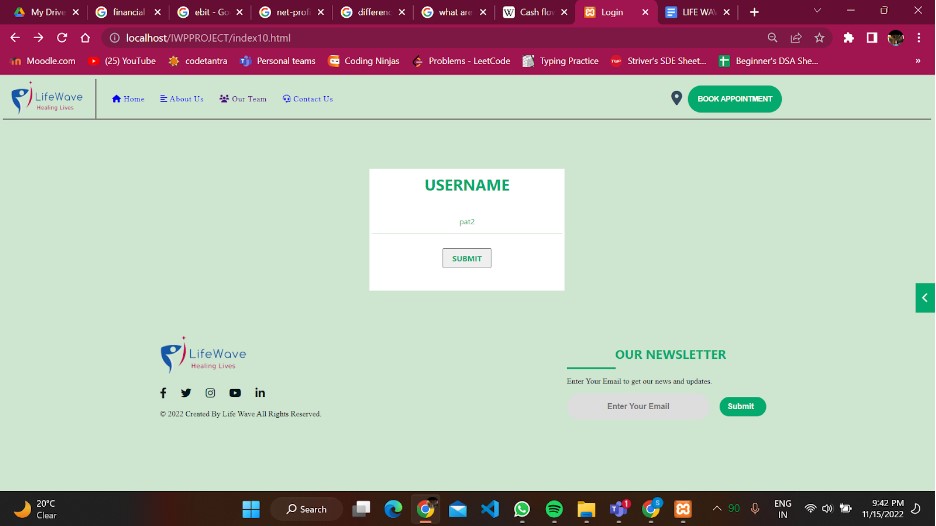 My Drive
financial
ebit - Go
net-profi
differenc
what are
Cash flow
Login
LIFE WAV
localhost/IWPPROJECT/index10.html
Moodle.com
(25) YouTube
codetantra
Personal teams
Coding Ninjas
Problems - LeetCode
Typing Practice
Striver's SDE Sheet...
Beginner's DSA She...
»
LifeWave
Healing Lives
Home
About Us
Our Team
Contact Us
BOOK APPOINTMENT
USERNAME
pat2
SUBMIT
LifeWave
Healing Lives
© 2022 Created By Life Wave All Rights Reserved.
OUR NEWSLETTER
Enter Your Email to get our news and updates.
Enter Your Email
Submit
20°C
Clear
Search
90
ENG
IN
9:42 PM
11/15/2022